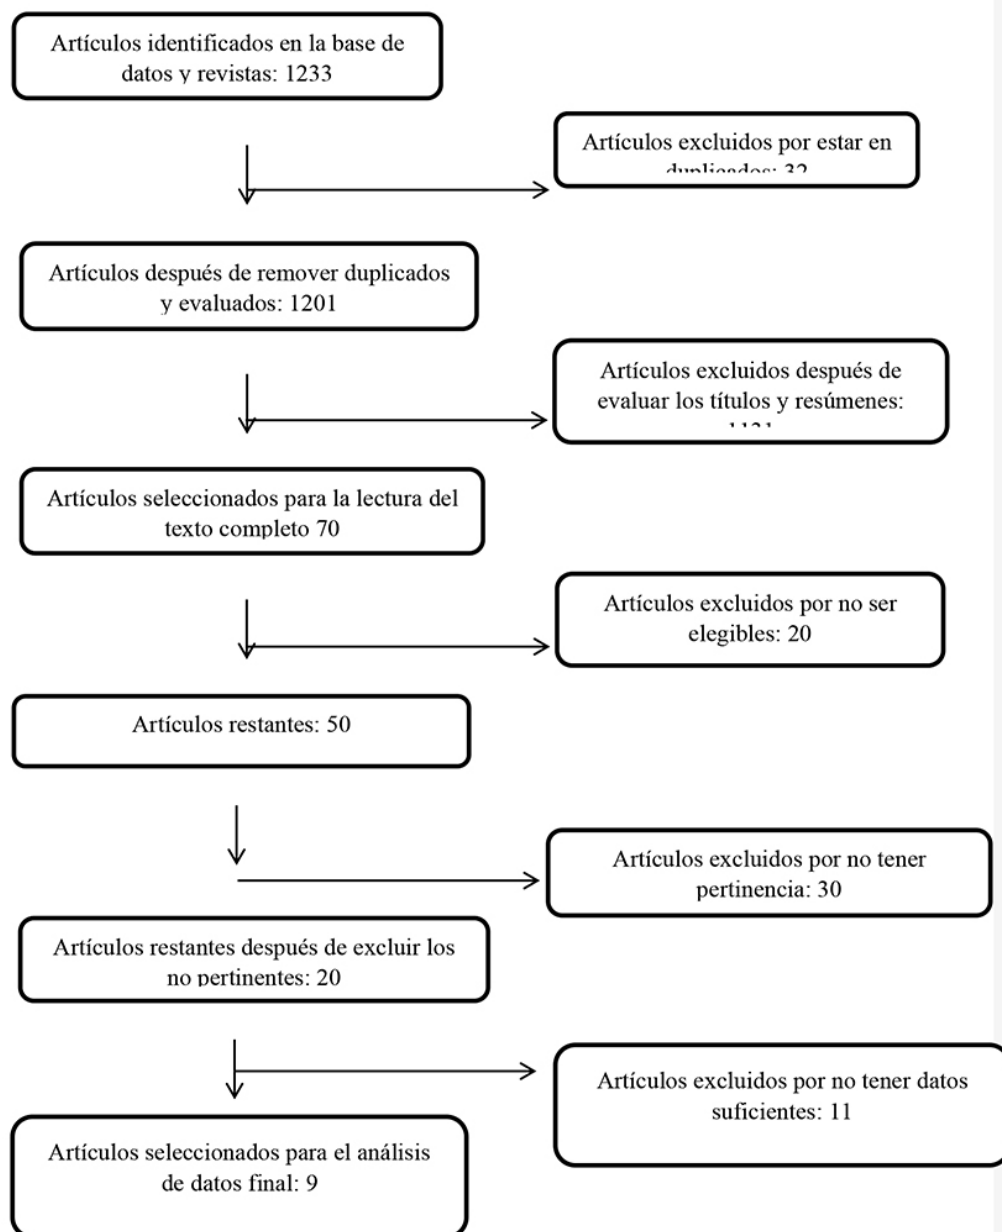 Artículos identificados en la base de
datos y revistas: 1233
Artículos excluidos por estar en
duplicados: 32
Artículos después de remover duplicados
y evaluados: 1201
Artículos excluidos después de
evaluar los títulos y resúmenes:
Artículos seleccionados para la lectura del
texto completo 70
Artículos excluidos por no ser
elegibles: 20
Artículos restantes: 50
Artículos excluidos por no tener
pertinencia: 30
Artículos restantes después de excluir los
no pertinentes: 20
Artículos excluidos por no tener datos
suficientes: 11
Artículos seleccionados para el análisis
de datos final: 9